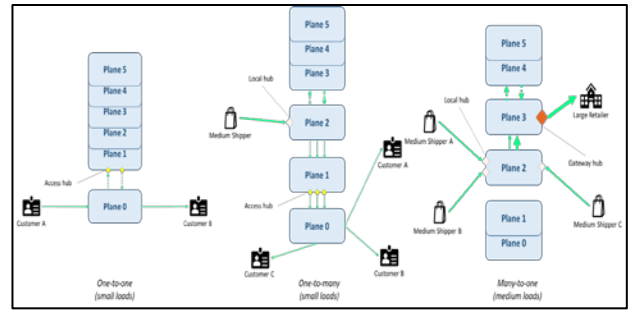 Plane 5
Plane 4
Plane 3
Plane 2
Plane 1
Access hub
Plane 0
Customer A
Customer B
One-to-one
(small loads)
Plane 5
Plane 4
Plane 3
Local hub
Plane 2
Medium Shipper
Plane 1
Access hub
Plane 0
Customer A
Customer C
Customer B
One-to-many
(small loads)
Plane 5
Plane 4
Local hub
Plane 3
Large Retailer
Medium Shipper A
Gateway hub
Plane 2
Medium Shipper B
Plane 1
Medium Shipper C
Plane 0
Many-to-one
(medium loads)